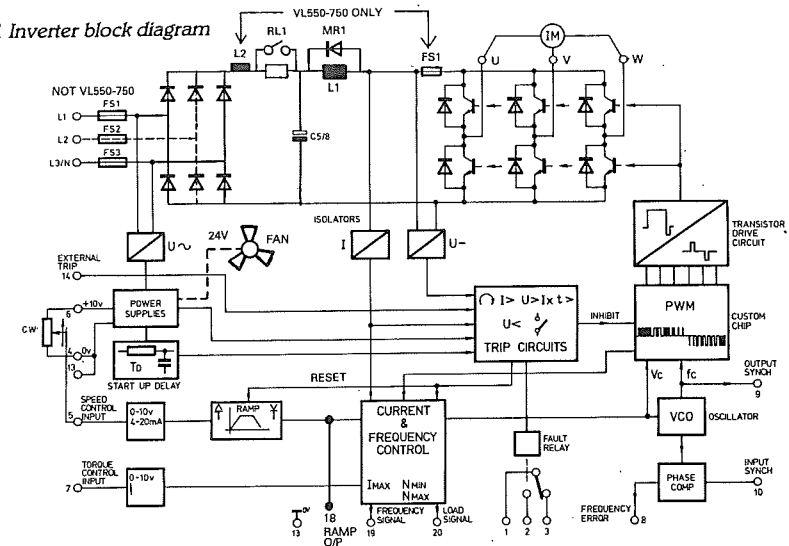 Inverter block diagram
VL550-750 ONLY
L2
RL1
MR1
L1
FS1
IM
U
V
W
NOT VL550-750
FS1
L1
FS2
L2
FS3
L3/N
C5/8
U~
24V
FAN
ISOLATORS
I
U-
TRANSISTOR
DRIVE
CIRCUIT
EXTERNAL
TRIP
14
6
+10v
CW
4
0v
13
POWER
SUPPLIES
TD
START UP DELAY
I> U> Ixt>
U<
TRIP CIRCUITS
INHIBIT
PWM
CUSTOM
CHIP
RESET
Vc
fc
OUTPUT
SYNCH
9
5
SPEED
CONTROL
INPUT
0-10v
4-20mA
RAMP
CURRENT
&
FREQUENCY
CONTROL
IMAX
NMIN
NMAX
VCO
OSCILLATOR
FAULT
RELAY
7
TORQUE
CONTROL
INPUT
0-10v
PHASE
COMP
INPUT
SYNCH
10
0V
13
18
RAMP
O/P
FREQUENCY
SIGNAL
19
LOAD
SIGNAL
20
1
2
3
FREQUENCY
ERROR
8